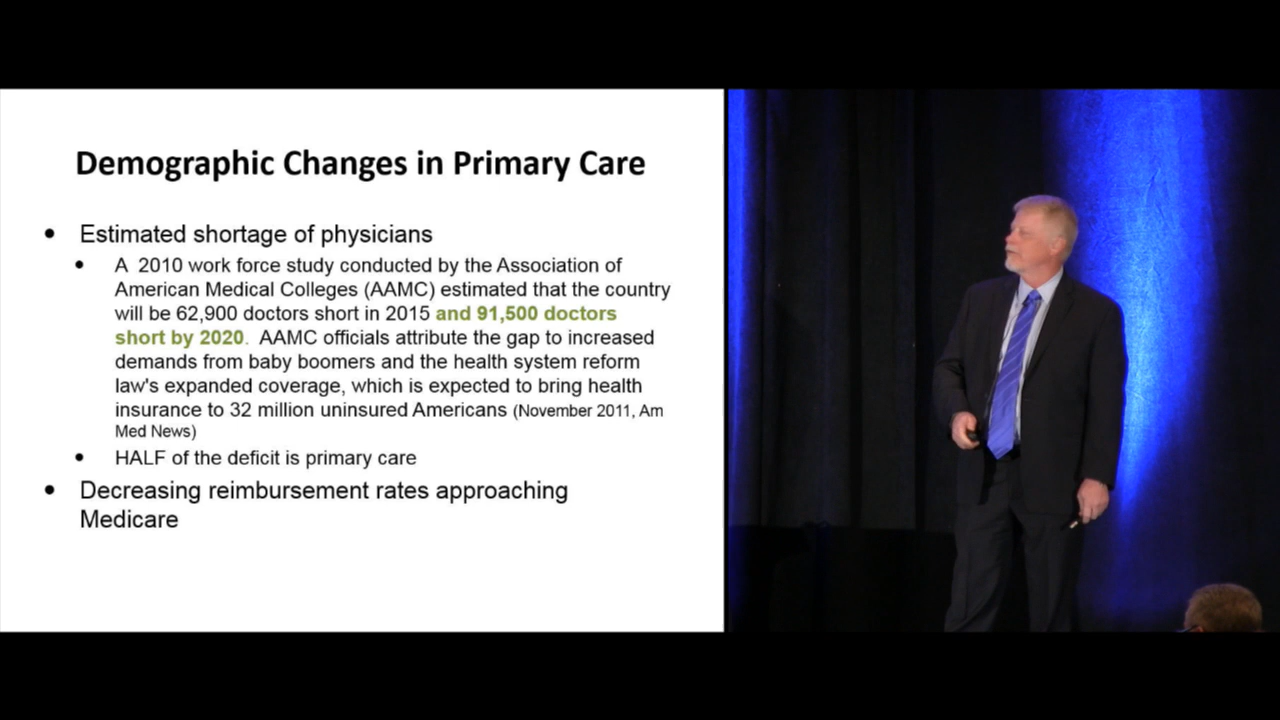 Demographic Changes in Primary Care
• Estimated shortage of physicians
• A 2010 work force study conducted by the Association of
American Medical Colleges (AAMC) estimated that the country
will be 62,900 doctors short in 2015 and 91,500 doctors
short by 2020. AAMC officials attribute the gap to increased
demands from baby boomers and the health system reform
law's expanded coverage, which is expected to bring health
insurance to 32 million uninsured Americans (November 2011, Am
Med News)
• HALF of the deficit is primary care
• Decreasing reimbursement rates approaching
Medicare